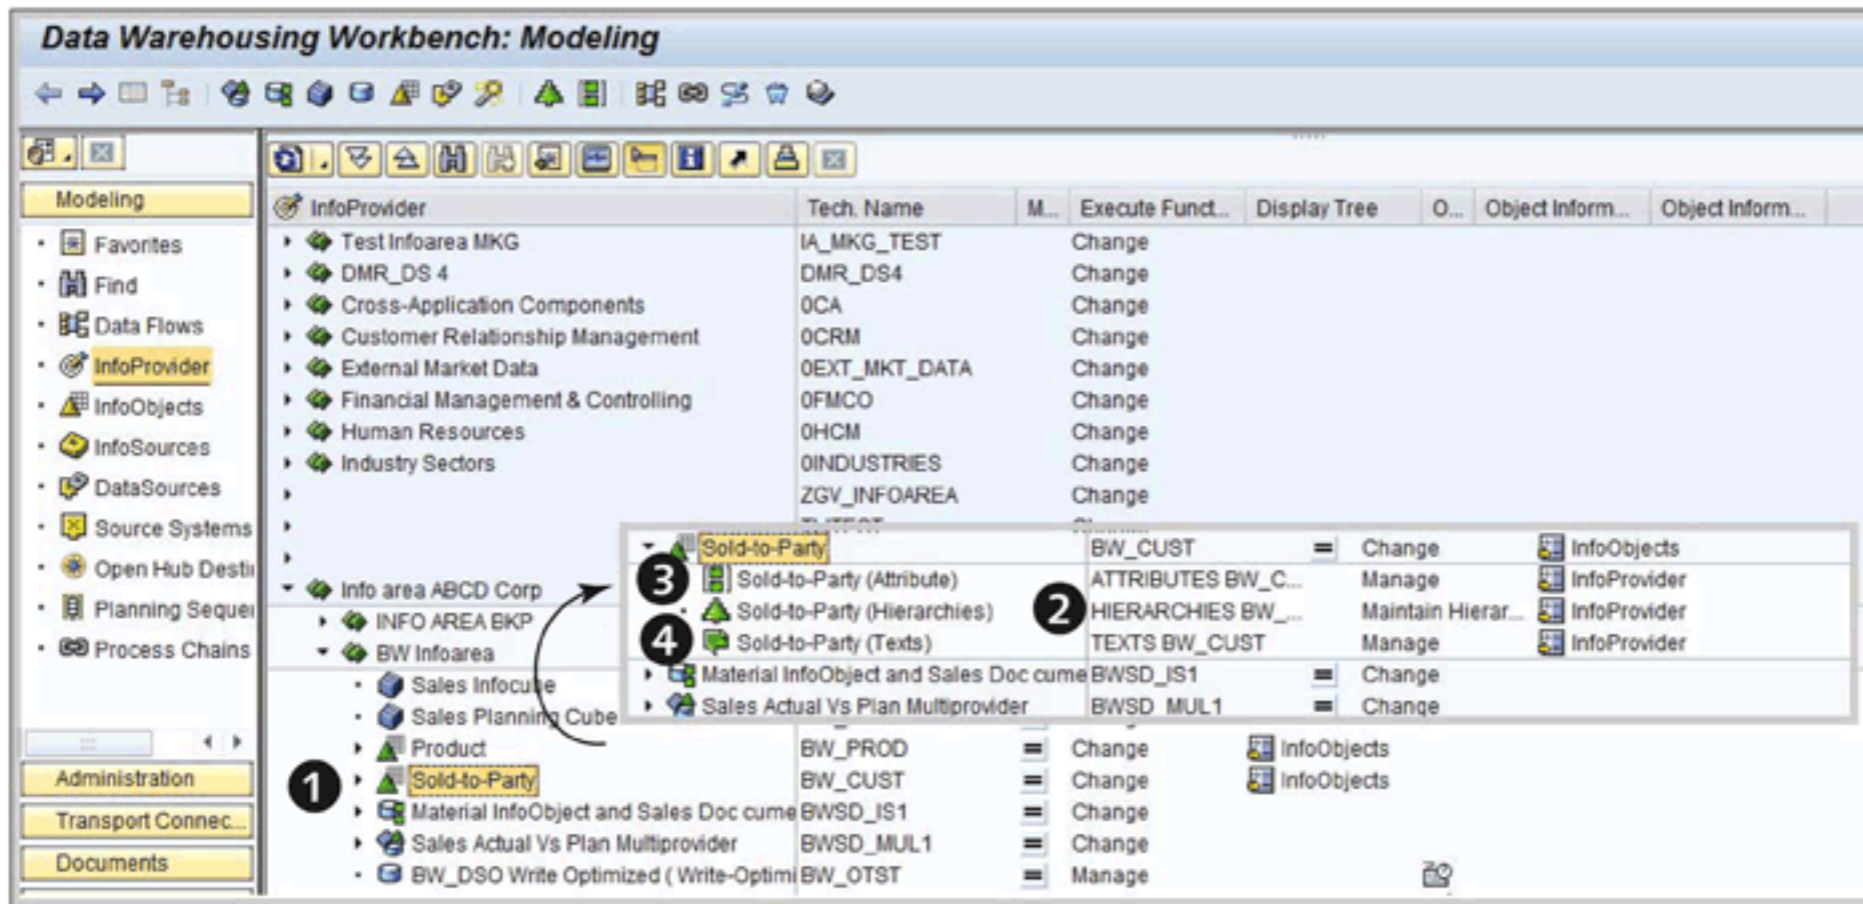 Data Warehousing Workbench: Modeling
Modeling
Favorites
Find
Data Flows
InfoProvider
InfoObjects
InfoSources
DataSources
Source Systems
Open Hub Desti
Planning Sequer
Process Chains
Administration
Transport Connec...
Documents
InfoProvider Tech. Name M... Execute Funct... Display Tree O... Object Inform... Object Inform...
Test Infoarea MKG IA_MKG_TEST Change
DMR_DS 4 DMR_DS4 Change
Cross-Application Components 0CA Change
Customer Relationship Management 0CRM Change
External Market Data 0EXT_MKT_DATA Change
Financial Management & Controlling 0FMCO Change
Human Resources 0HCM Change
Industry Sectors 0INDUSTRIES Change
ZGV_INFOAREA Change
Info area ABCD Corp
INFO AREA BKP
BW Infoarea
Sales Infocube
Sales Planning Cube
Product BW_PROD = Change InfoObjects
1 Sold-to-Party BW_CUST = Change InfoObjects
Material InfoObject and Sales Doc cume BWSD_IS1 = Change
Sales Actual Vs Plan Multiprovider BWSD_MUL1 = Change
BW_DSO Write Optimized ( Write-Optimi BW_OTST = Manage
Sold-to-Party BW_CUST = Change InfoObjects
3 Sold-to-Party (Attribute) ATTRIBUTES BW_C... Manage InfoProvider
Sold-to-Party (Hierarchies) 2 HIERARCHIES BW_... Maintain Hierar... InfoProvider
4 Sold-to-Party (Texts) TEXTS BW_CUST Manage InfoProvider
Material InfoObject and Sales Doc cume BWSD_IS1 = Change
Sales Actual Vs Plan Multiprovider BWSD_MUL1 = Change